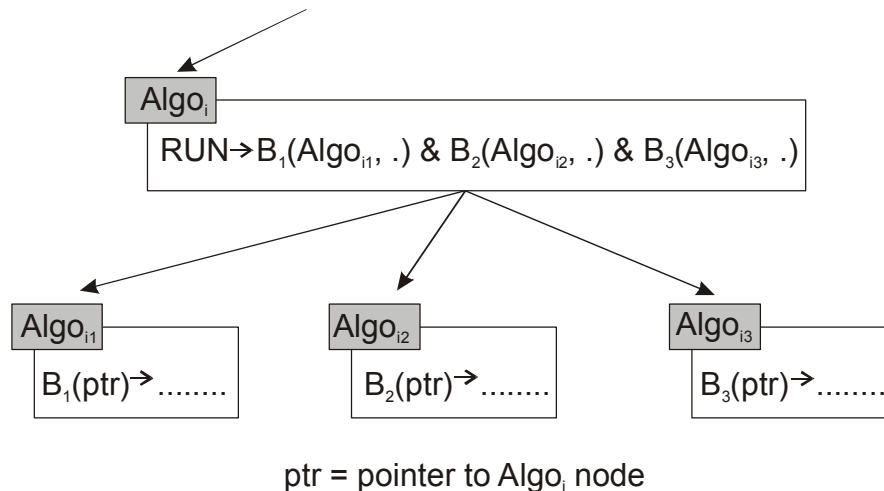 Algoᵢ
RUN→B₁(Algoᵢ₁, .) & B₂(Algoᵢ₂, .) & B₃(Algoᵢ₃, .)
Algoᵢ₁ Algoᵢ₂ Algoᵢ₃
B₁(ptr)→........ B₂(ptr)→........ B₃(ptr)→........
ptr = pointer to Algoᵢ node